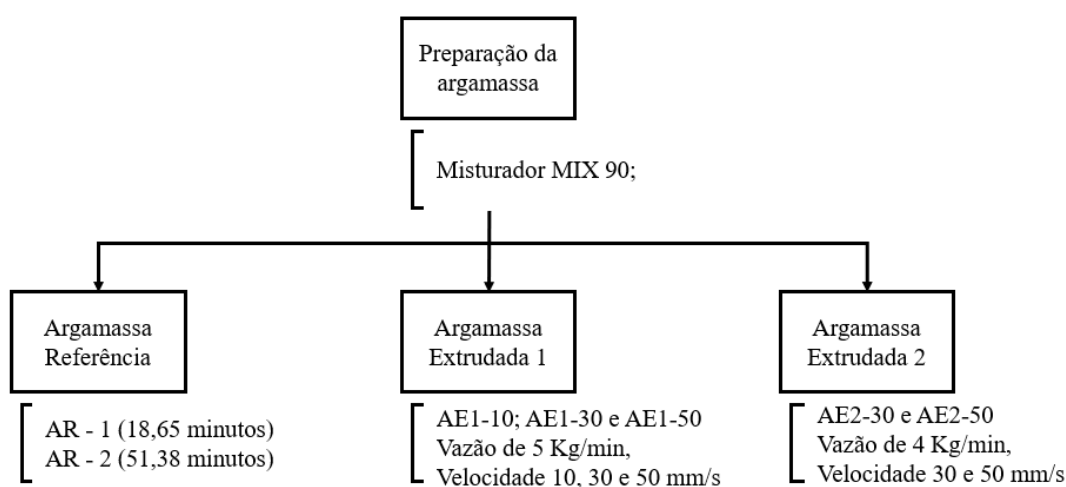 Preparação da
argamassa
Misturador MIX 90;
Argamassa
Referência
AR - 1 (18,65 minutos)
AR - 2 (51,38 minutos)
Argamassa
Extrudada 1
AE1-10; AE1-30 e AE1-50
Vazão de 5 Kg/min,
Velocidade 10, 30 e 50 mm/s
Argamassa
Extrudada 2
AE2-30 e AE2-50
Vazão de 4 Kg/min,
Velocidade 30 e 50 mm/s